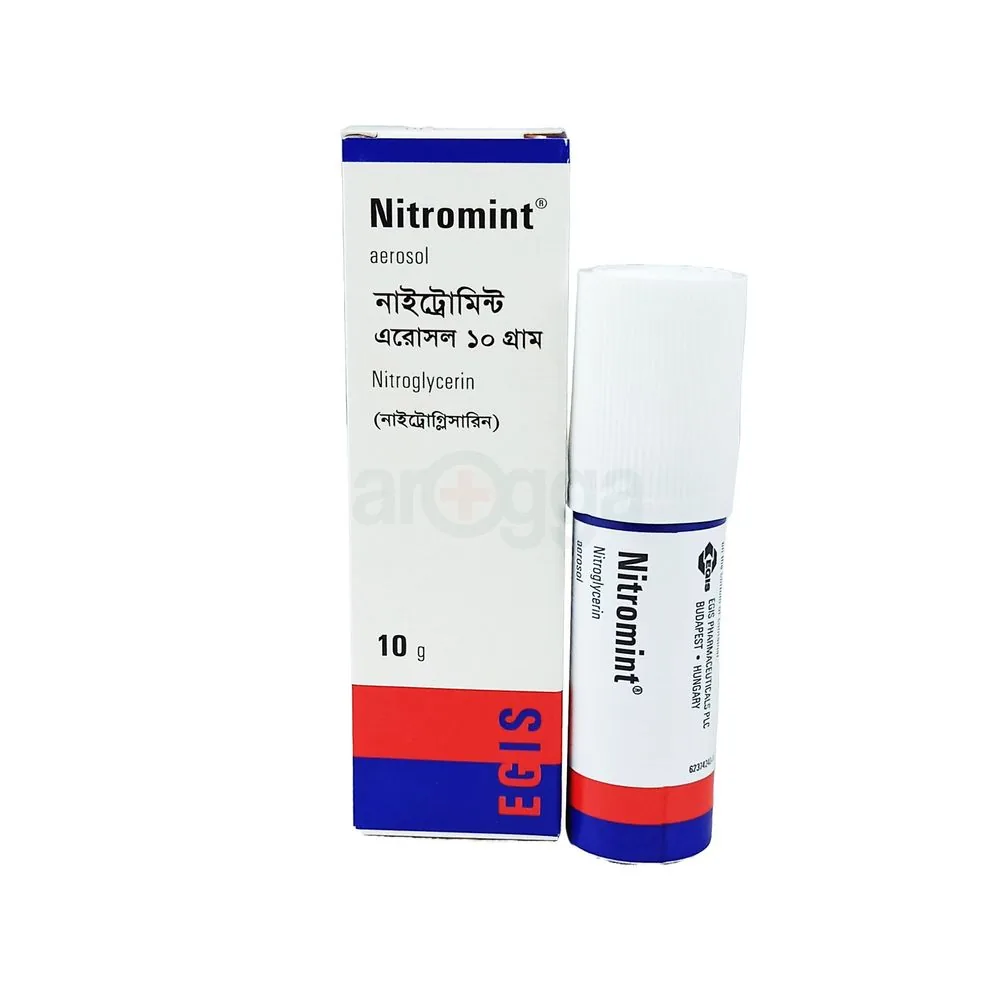 Nitromint®
aerosol
নাইট্রোমিন্ট
এরোসল ১০ গ্রাম
Nitroglycerin
(নাইট্রোগ্লিসারিন)
arogga
10 g
EGIS
Nitromint®
Nitroglycerin
aerosol
EGIS
EGIS PHARMACEUTICALS PLC
BUDAPEST • HUNGARY